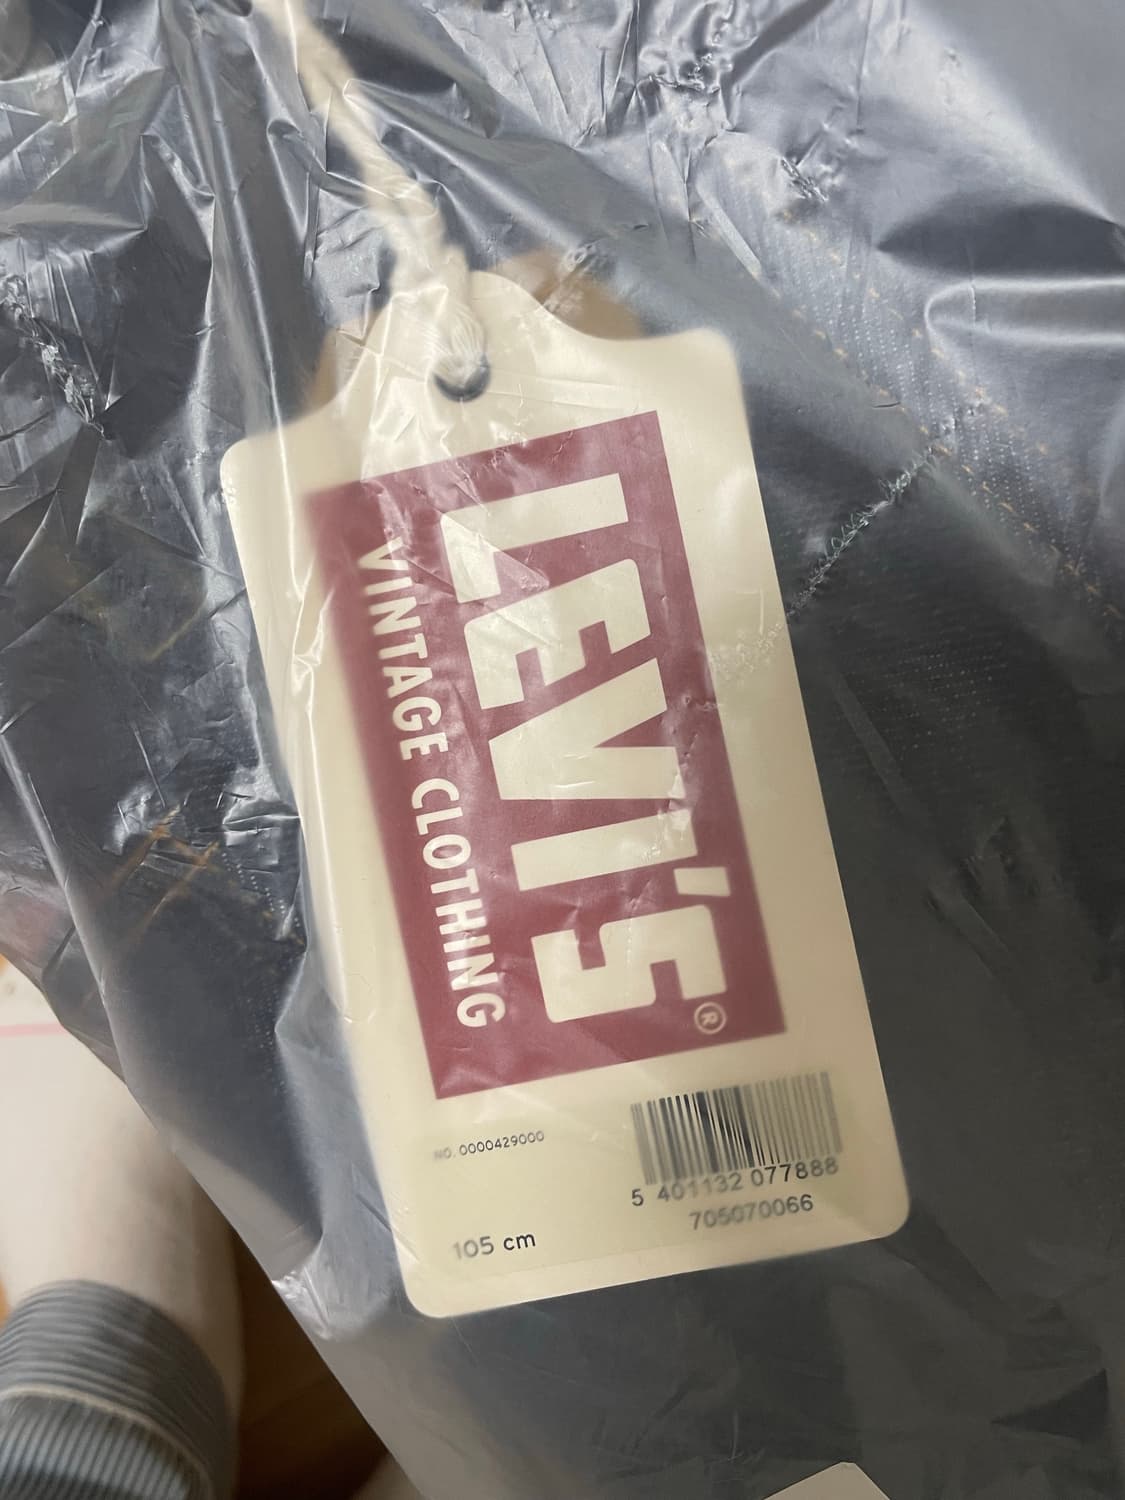 LEVI'S®
VINTAGE CLOTHING
NO. 0000429000
5 401132 077888
705070066
105 cm